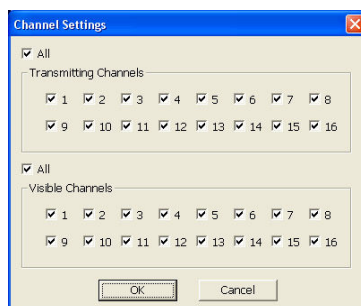 Channel Settings
All
Transmitting Channels
1 2 3 4 5 6 7 8
9 10 11 12 13 14 15 16
All
Visible Channels
1 2 3 4 5 6 7 8
9 10 11 12 13 14 15 16
OK Cancel